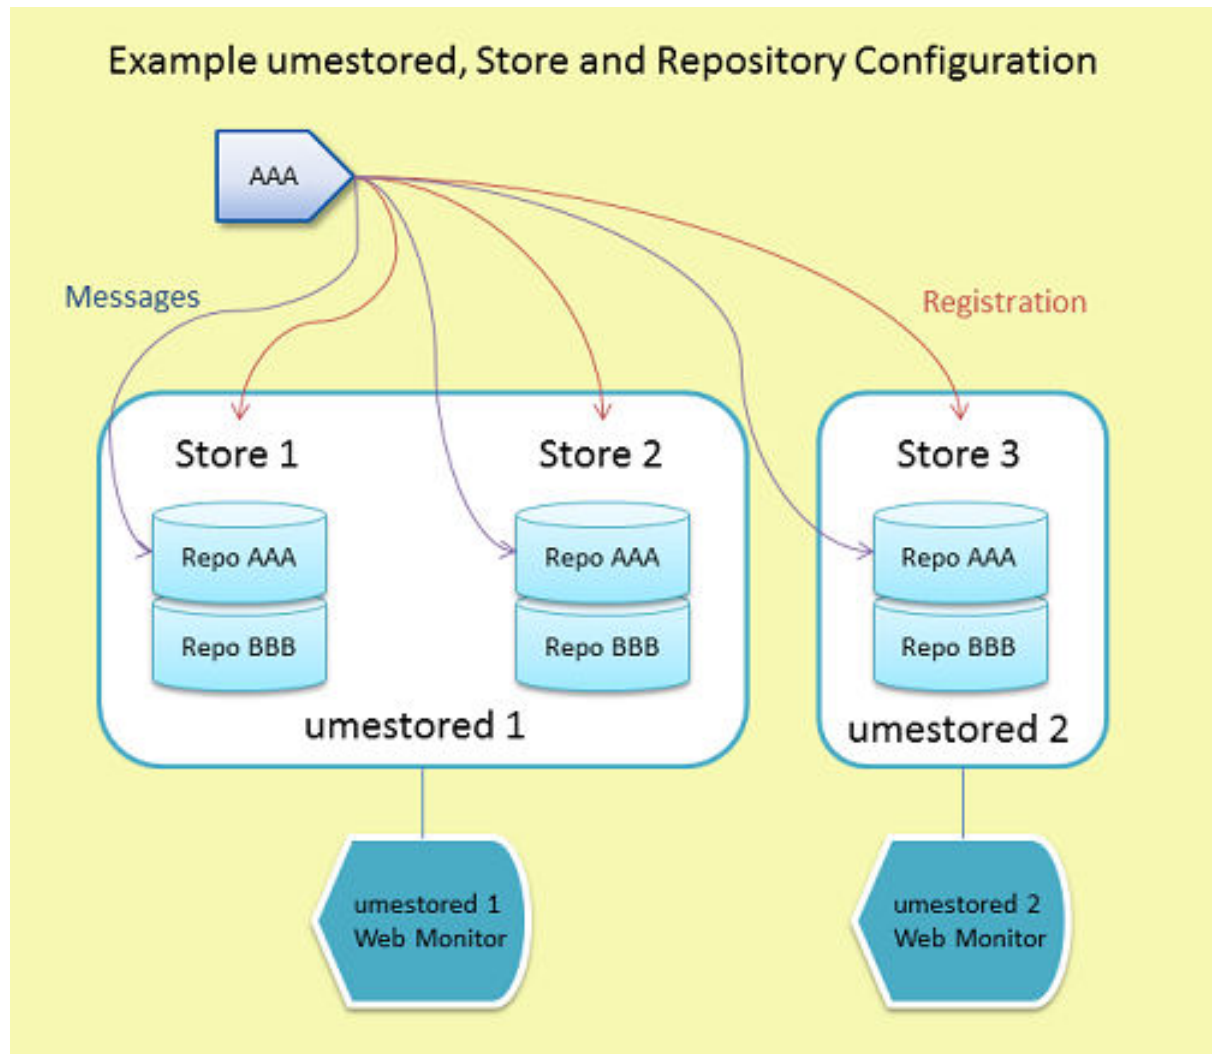 Example umestored, Store and Repository Configuration
AAA
Messages
Registration
Store 1
Store 2
Store 3
Repo AAA
Repo AAA
Repo AAA
Repo BBB
Repo BBB
Repo BBB
umestored 1
umestored 2
umestored 1
Web Monitor
umestored 2
Web Monitor